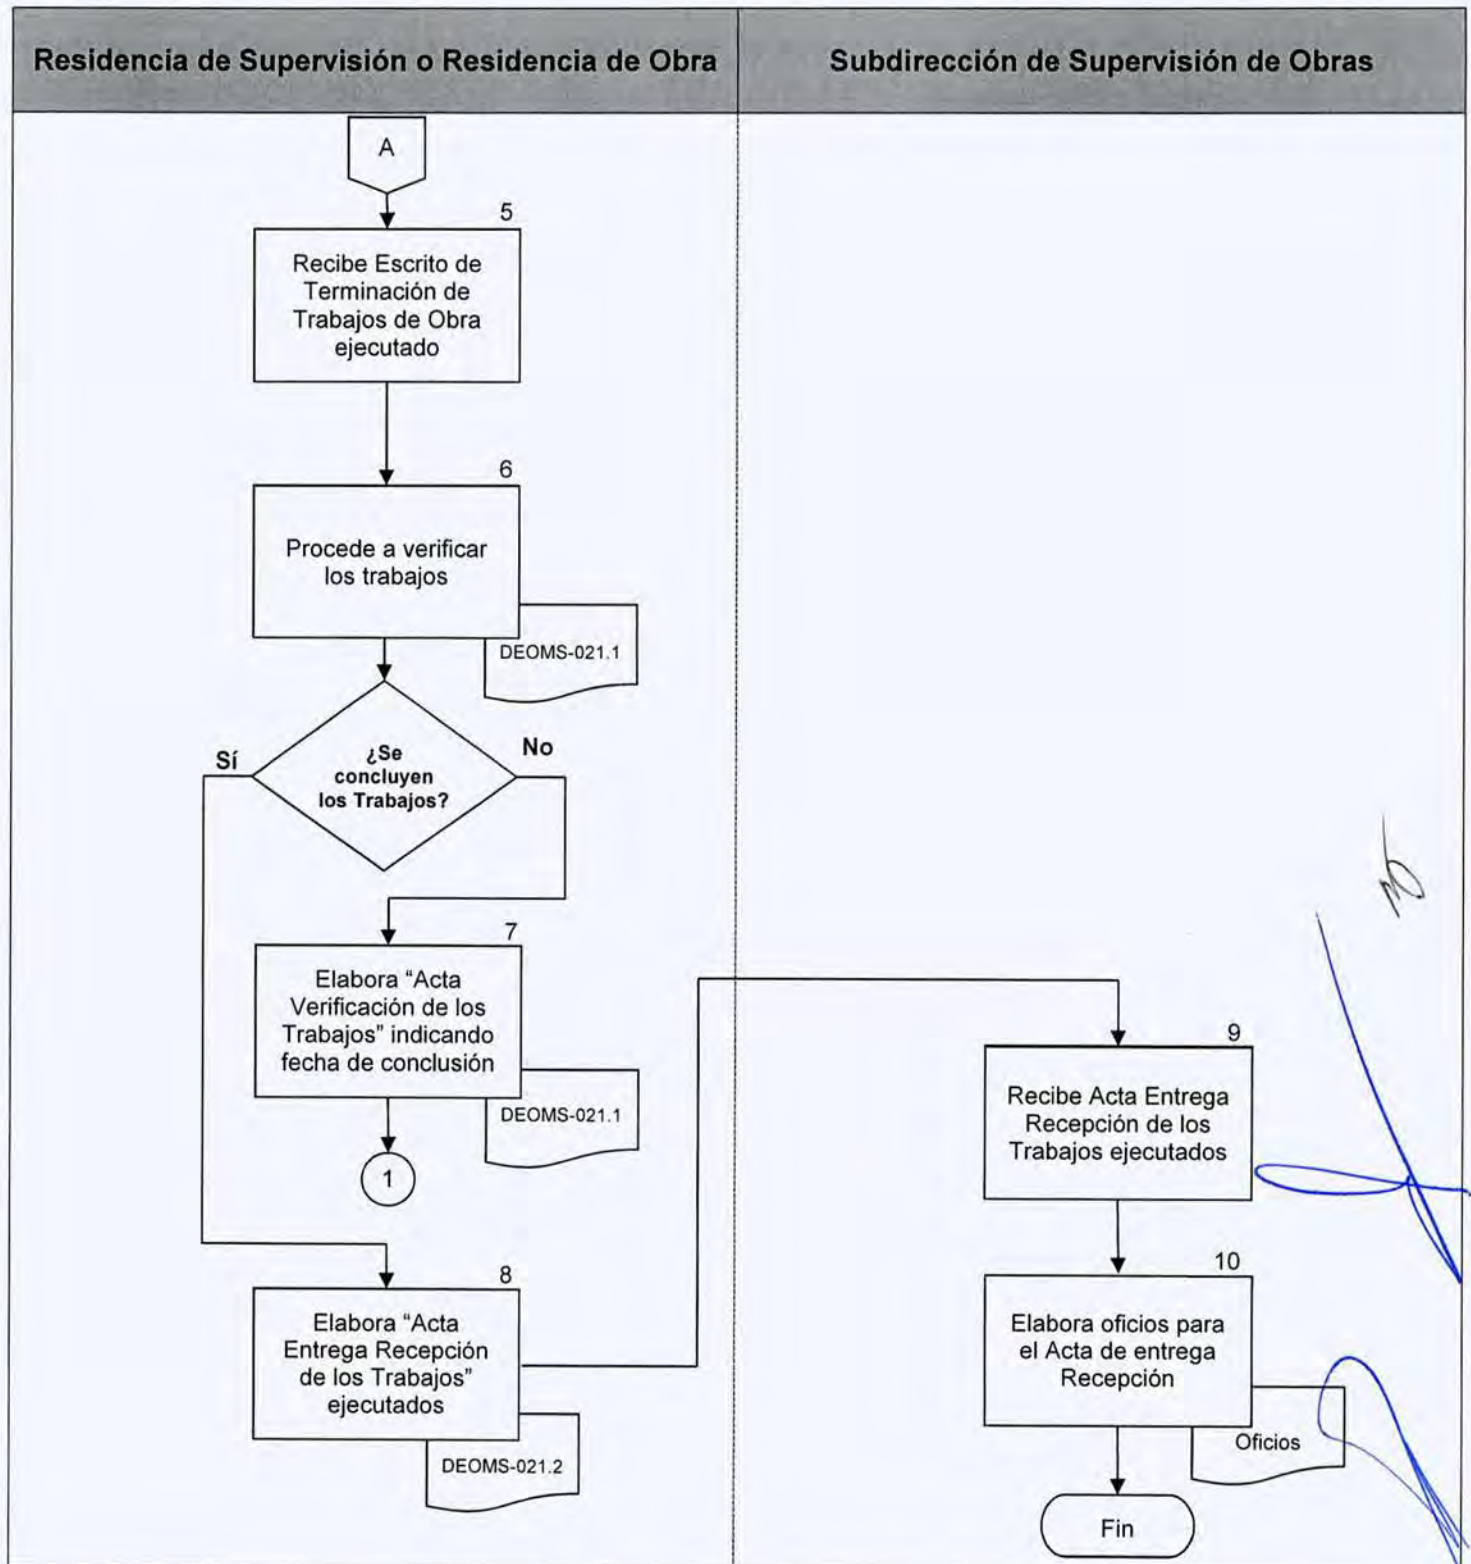 Residencia de Supervisión o Residencia de Obra
Subdirección de Supervisión de Obras
A
5
Recibe Escrito de
Terminación de
Trabajos de Obra
ejecutado
6
Procede a verificar
los trabajos
DEOMS-021.1
¿Se
concluyen
los Trabajos?
Sí
No
7
Elabora “Acta
Verificación de los
Trabajos” indicando
fecha de conclusión
DEOMS-021.1
1
8
Elabora “Acta
Entrega Recepción
de los Trabajos”
ejecutados
DEOMS-021.2
9
Recibe Acta Entrega
Recepción de los
Trabajos ejecutados
10
Elabora oficios para
el Acta de entrega
Recepción
Oficios
Fin